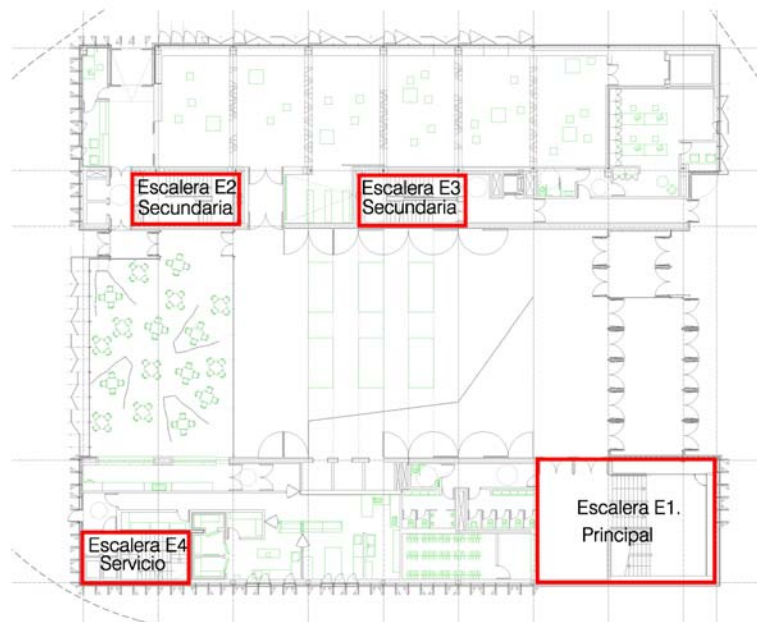 Escalera E2
Secundaria
Escalera E3
Secundaria
Escalera E1.
Principal
Escalera E4
Servicio